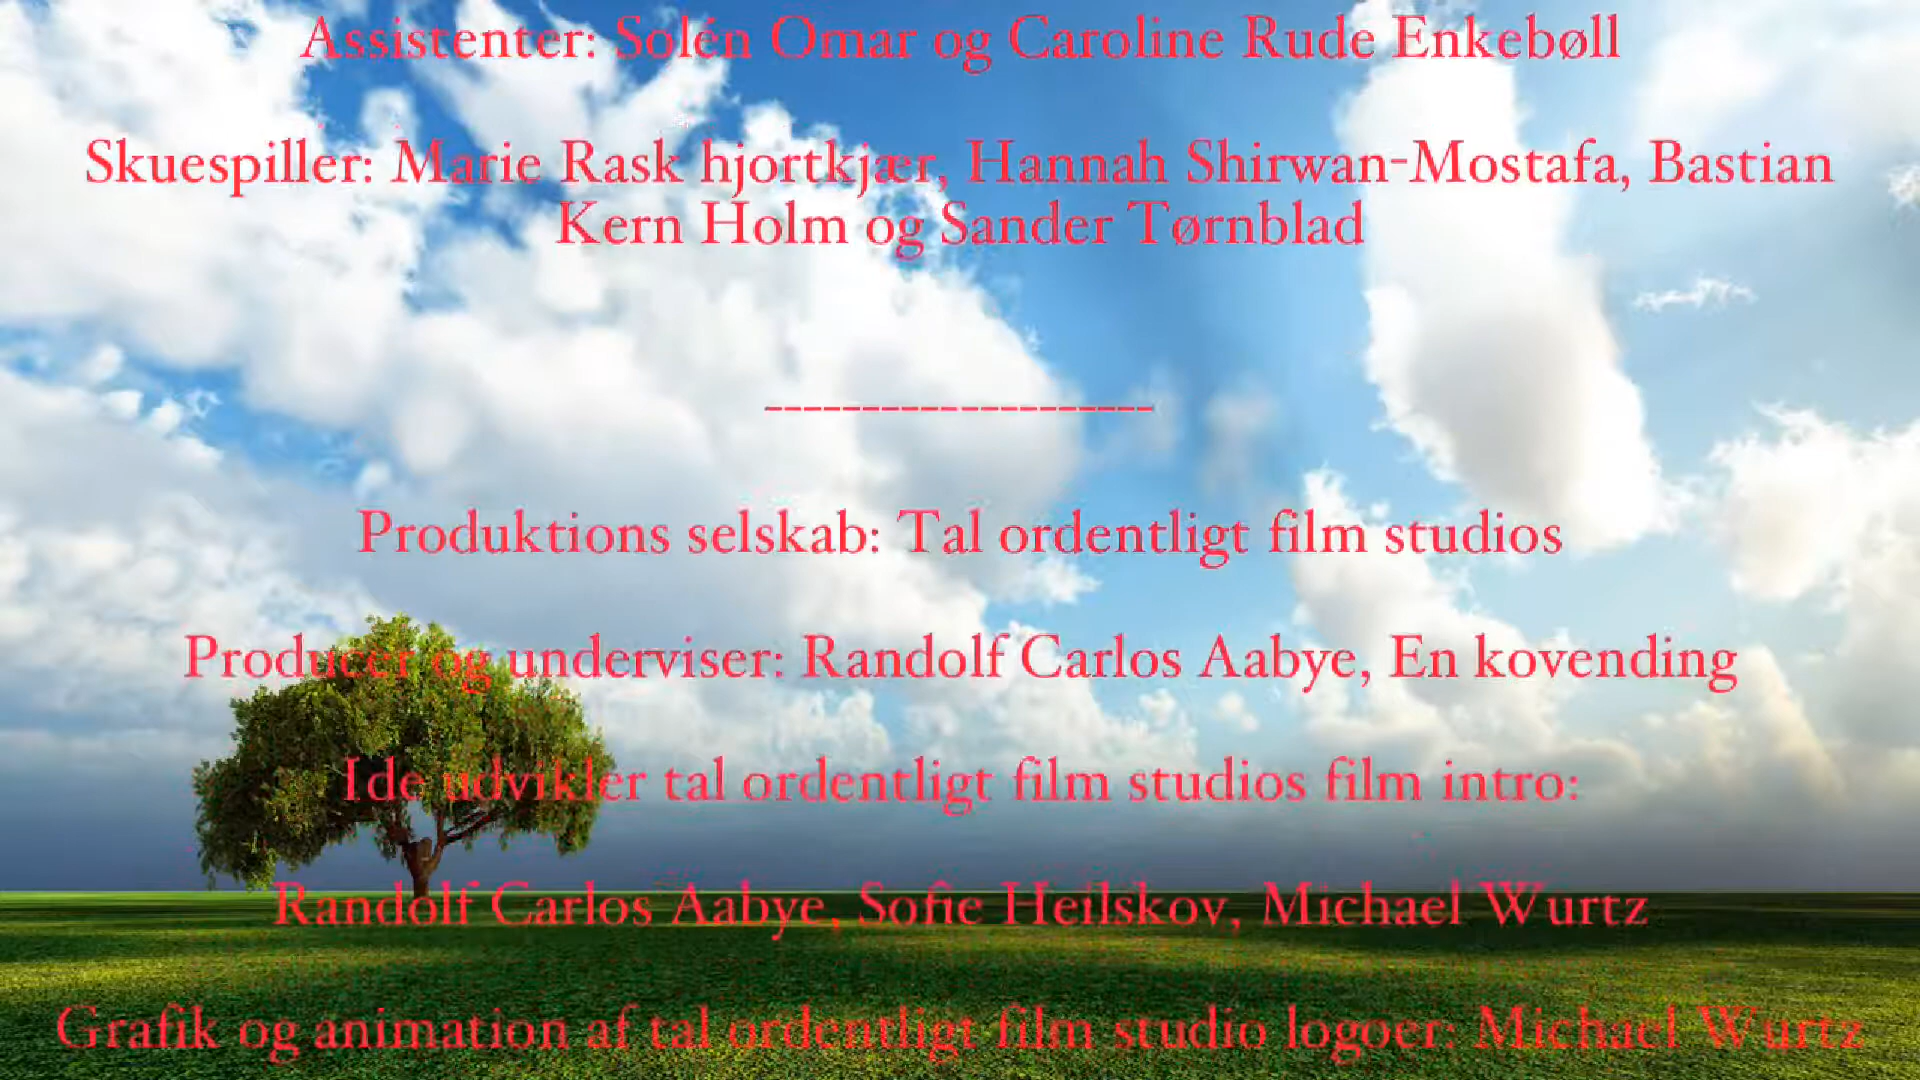 Assistenter: Solén Omar og Caroline Rude Enkebøll
Skuespiller: Marie Rask hjortkjær, Hannah Shirwan-Mostafa, Bastian
Kern Holm og Sander Tørnblad
--------------------
Produktions selskab: Tal ordentligt film studios
Producer og underviser: Randolf Carlos Aabye, En kovending
Ide udvikler tal ordentligt film studios film intro:
Randolf Carlos Aabye, Sofie Heilskov, Michael Wurtz
Grafik og animation af tal ordentligt film studio logoer: Michael Wurtz